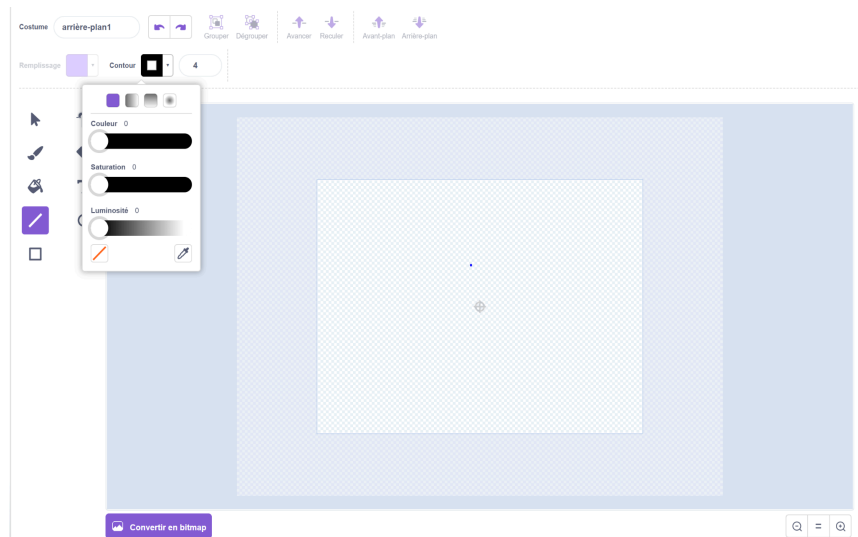 Costume arrière-plan1 Grouper Dégrouper Avancer Reculer Avant-plan Arrière-plan
Remplissage Contour 4
Couleur 0
Saturation 0
Luminosité 0
Convertir en bitmap